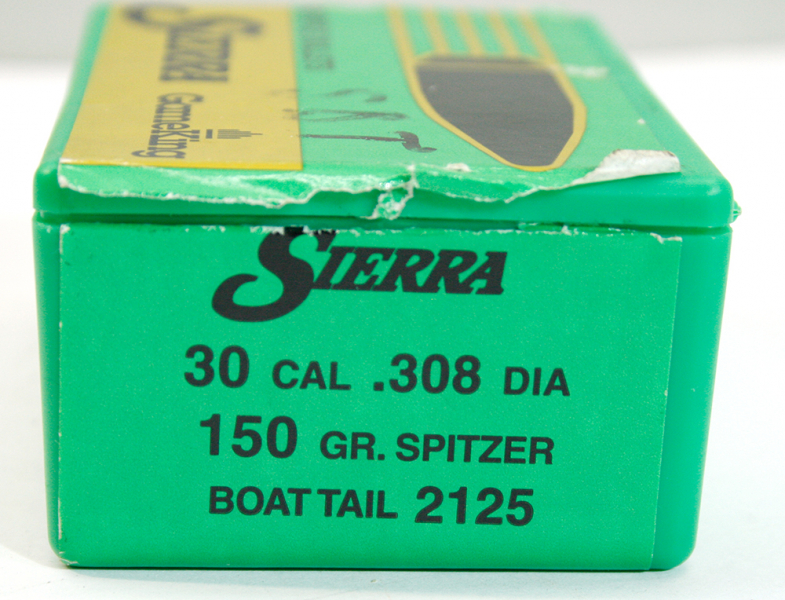 SIERRA
GameKing
SIERRA
30 CAL .308 DIA
150 GR. SPITZER
BOAT TAIL 2125